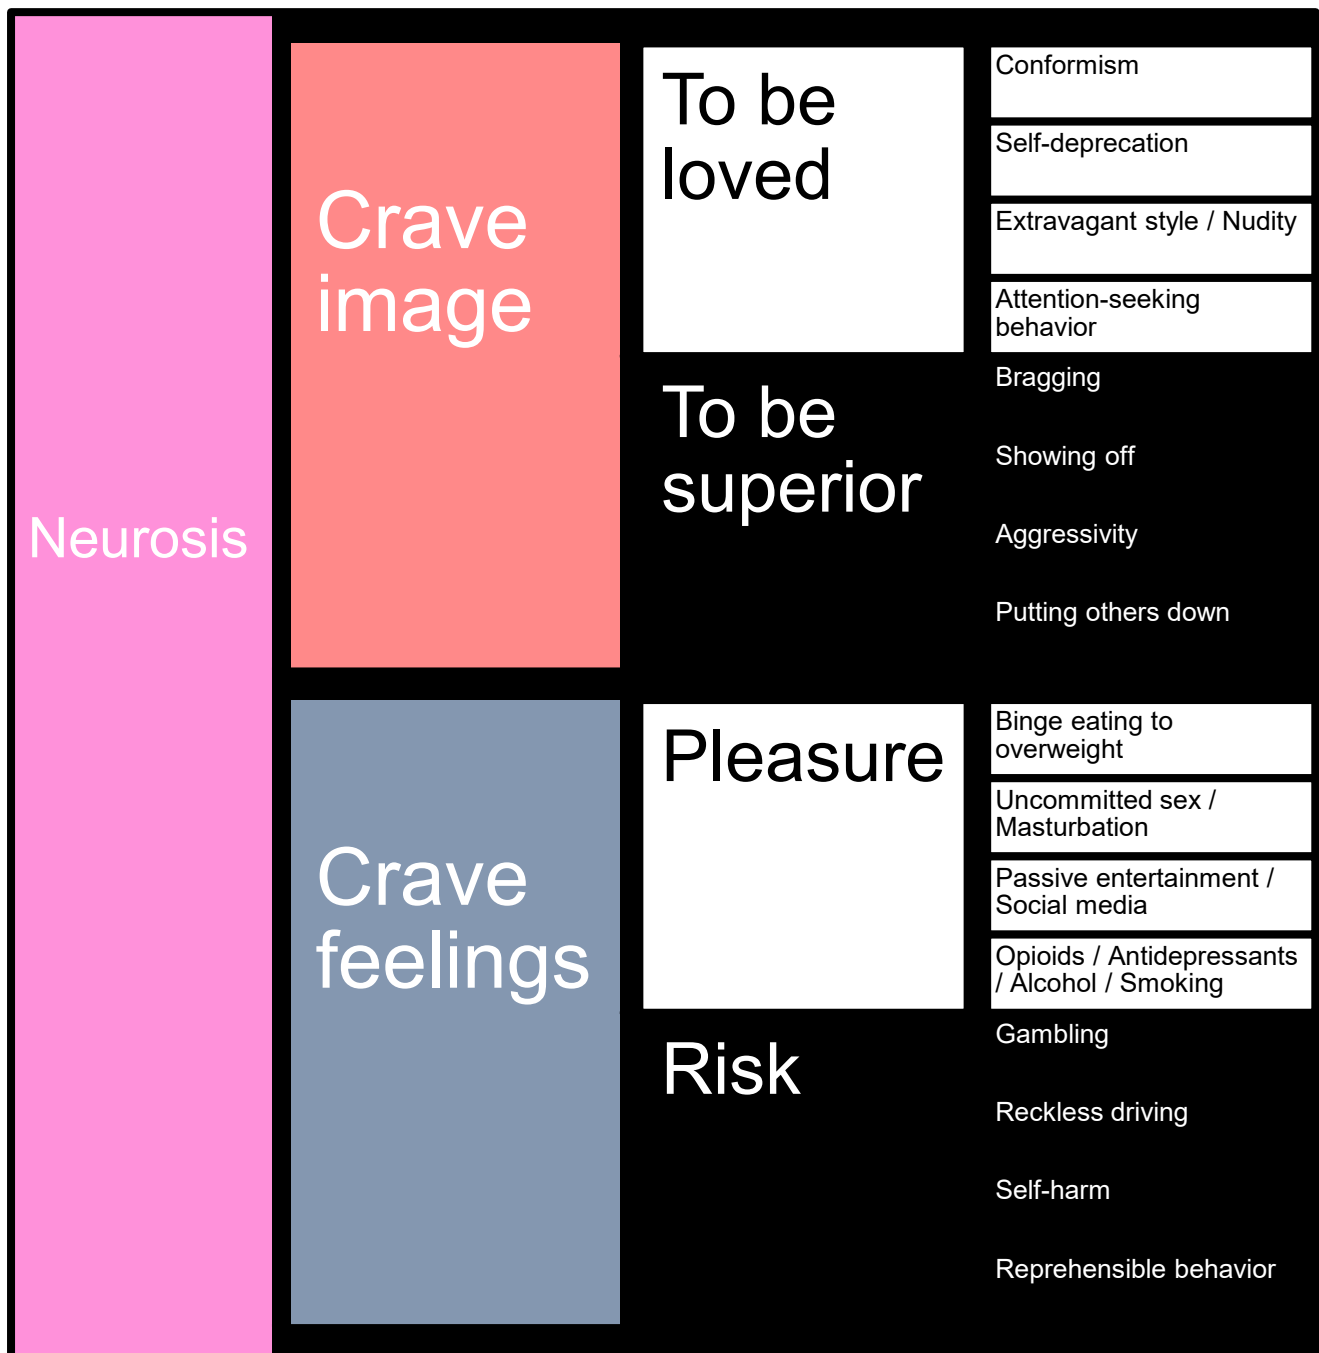 Neurosis
Crave
image
To be
loved
Conformism
Self-deprecation
Extravagant style / Nudity
Attention-seeking
behavior
To be
superior
Bragging
Showing off
Aggressivity
Putting others down
Crave
feelings
Pleasure
Binge eating to
overweight
Uncommitted sex /
Masturbation
Passive entertainment /
Social media
Opioids / Antidepressants
/ Alcohol / Smoking
Risk
Gambling
Reckless driving
Self-harm
Reprehensible behavior